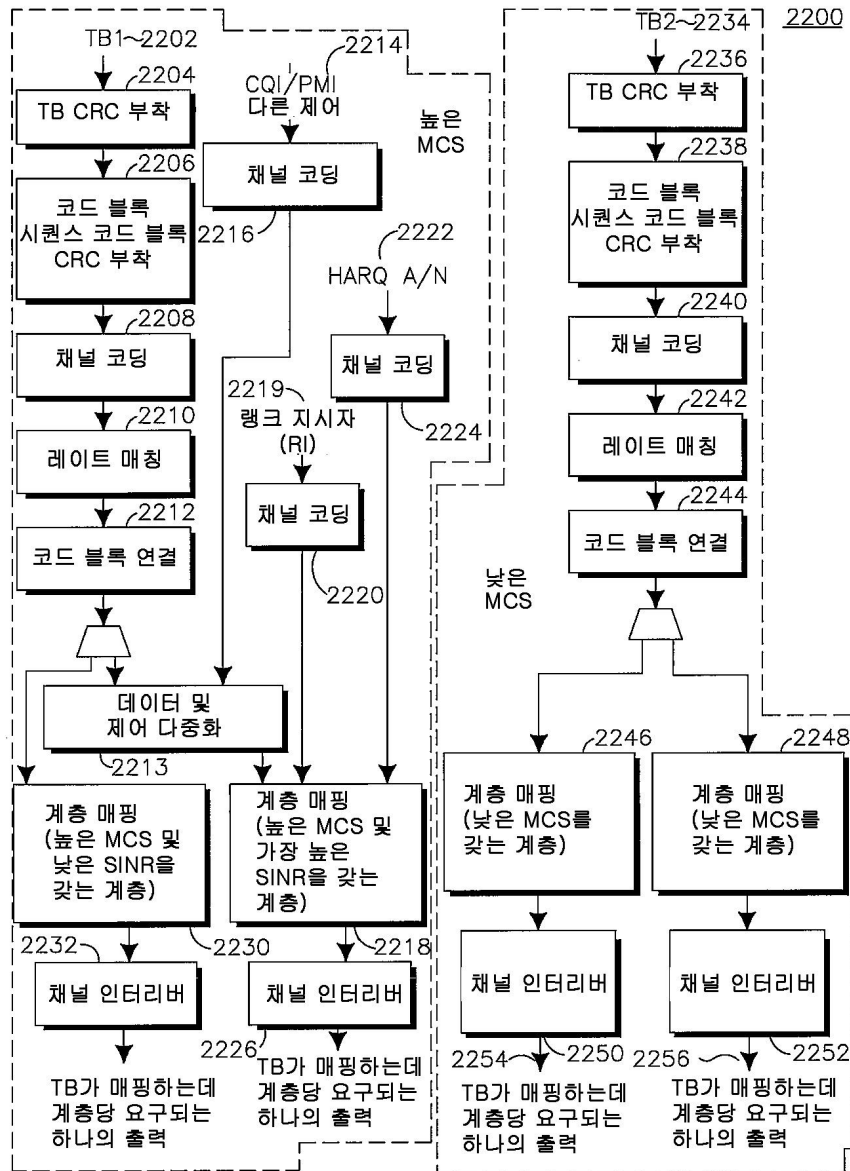 2200
TB1~2202
2204
TB CRC 부착
2206
코드 블록
시퀀스 코드 블록
CRC 부착
2208
채널 코딩
2210
레이트 매칭
2212
코드 블록 연결
2214
CQI/PMI
다른 제어
채널 코딩
2216
높은
MCS
2222
HARQ A/N
채널 코딩
2224
2219
랭크 지시자
(RI)
채널 코딩
2220
데이터 및
제어 다중화
2213
계층 매핑
(높은 MCS 및
낮은 SINR을
갖는 계층)
2230
계층 매핑
(높은 MCS 및
가장 높은
SINR을 갖는
계층)
2218
2232
채널 인터리버
TB가 매핑하는데
계층당 요구되는
하나의 출력
채널 인터리버
2226
TB가 매핑하는데
계층당 요구되는
하나의 출력
TB2~2234
2236
TB CRC 부착
2238
코드 블록
시퀀스 코드 블록
CRC 부착
2240
채널 코딩
2242
레이트 매칭
2244
코드 블록 연결
낮은
MCS
2246
계층 매핑
(낮은 MCS를
갖는 계층)
2248
계층 매핑
(낮은 MCS를
갖는 계층)
채널 인터리버
2254
2250
TB가 매핑하는데
계층당 요구되는
하나의 출력
채널 인터리버
2256
2252
TB가 매핑하는데
계층당 요구되는
하나의 출력